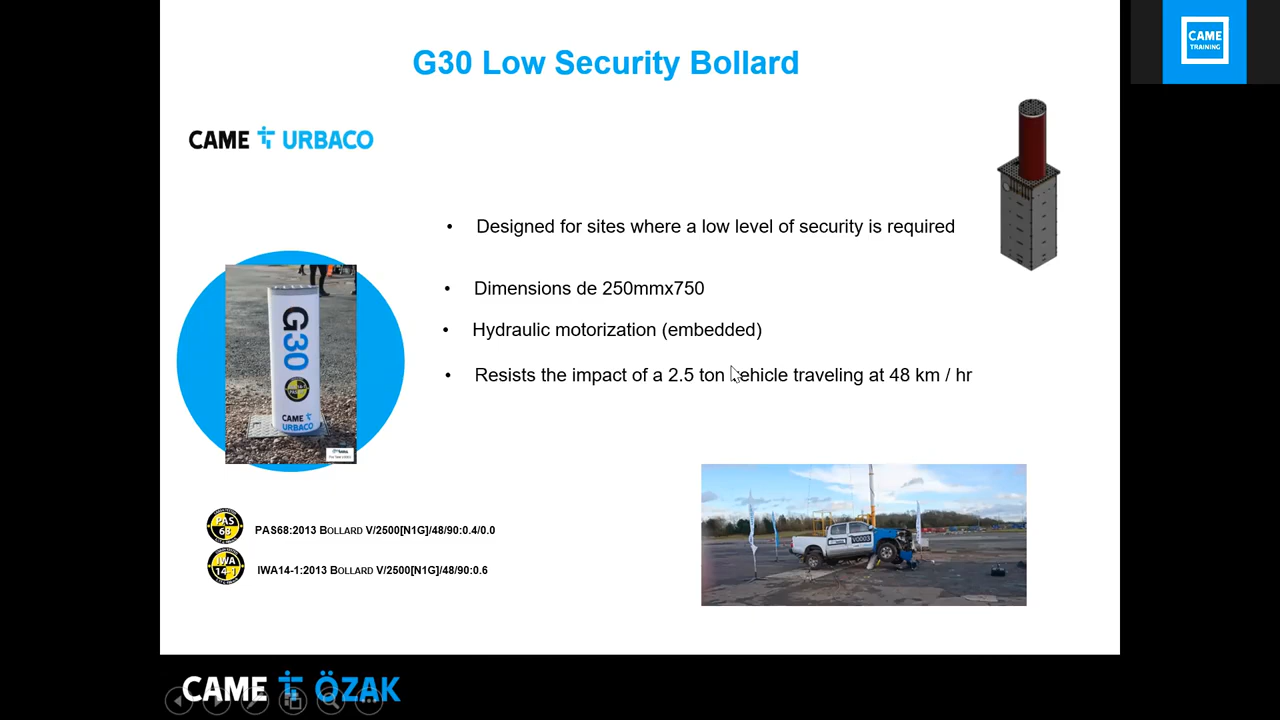 G30 Low Security Bollard
CAME
TRAINING
CAME URBACO
• Designed for sites where a low level of security is required
• Dimensions de 250mmx750
• Hydraulic motorization (embedded)
• Resists the impact of a 2.5 ton vehicle traveling at 48 km / hr
G30
CAME
URBACO
PAS
68
PAS68:2013 BOLLARD V/2500[N1G]/48/90:0.4/0.0
IWA
14-1
IWA14-1:2013 BOLLARD V/2500[N1G]/48/90:0.6
CAME ÖZAK